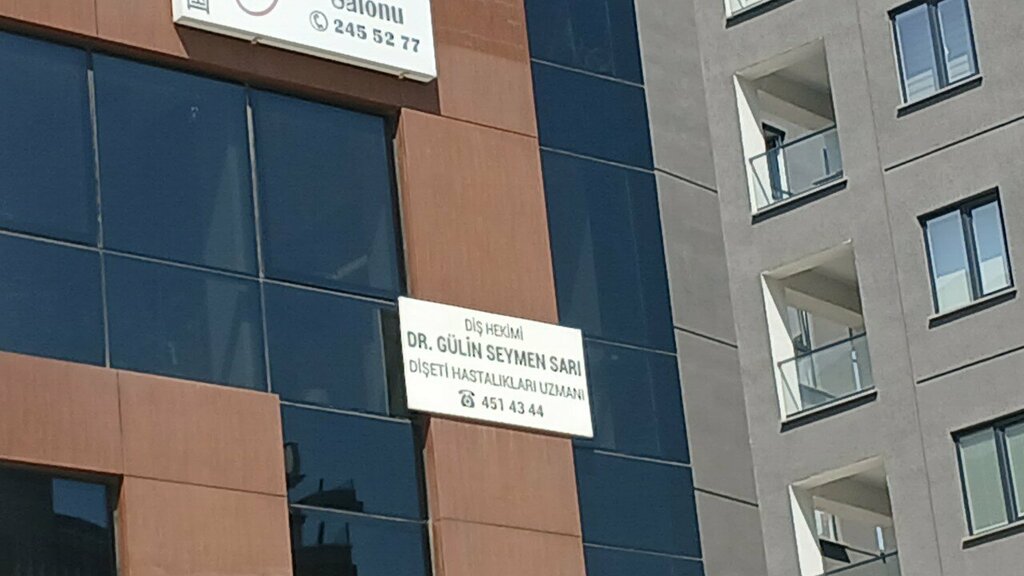 Salonu
245 52 77
DİŞ HEKİMİ
DR. GÜLİN SEYMEN SARI
DİŞETİ HASTALIKLARI UZMANI
451 43 44